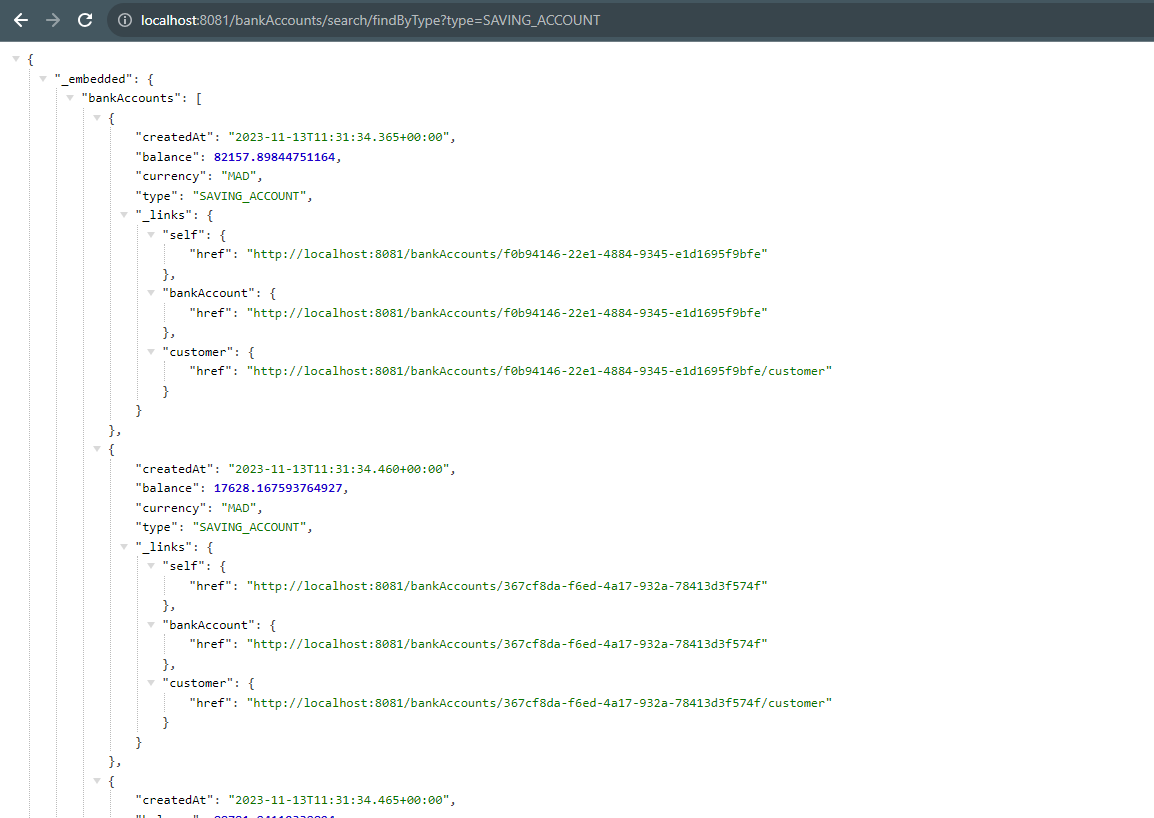 localhost:8081/bankAccounts/search/findByType?type=SAVING_ACCOUNT
{
"_embedded": {
"bankAccounts": [
{
"createdAt": "2023-11-13T11:31:34.365+00:00",
"balance": 82157.89844751164,
"currency": "MAD",
"type": "SAVING_ACCOUNT",
"_links": {
"self": {
"href": "http://localhost:8081/bankAccounts/f0b94146-22e1-4884-9345-e1d1695f9bfe"
},
"bankAccount": {
"href": "http://localhost:8081/bankAccounts/f0b94146-22e1-4884-9345-e1d1695f9bfe"
},
"customer": {
"href": "http://localhost:8081/bankAccounts/f0b94146-22e1-4884-9345-e1d1695f9bfe/customer"
}
}
},
{
"createdAt": "2023-11-13T11:31:34.460+00:00",
"balance": 17628.167593764927,
"currency": "MAD",
"type": "SAVING_ACCOUNT",
"_links": {
"self": {
"href": "http://localhost:8081/bankAccounts/367cf8da-f6ed-4a17-932a-78413d3f574f"
},
"bankAccount": {
"href": "http://localhost:8081/bankAccounts/367cf8da-f6ed-4a17-932a-78413d3f574f"
},
"customer": {
"href": "http://localhost:8081/bankAccounts/367cf8da-f6ed-4a17-932a-78413d3f574f/customer"
}
}
},
{
"createdAt": "2023-11-13T11:31:34.465+00:00",